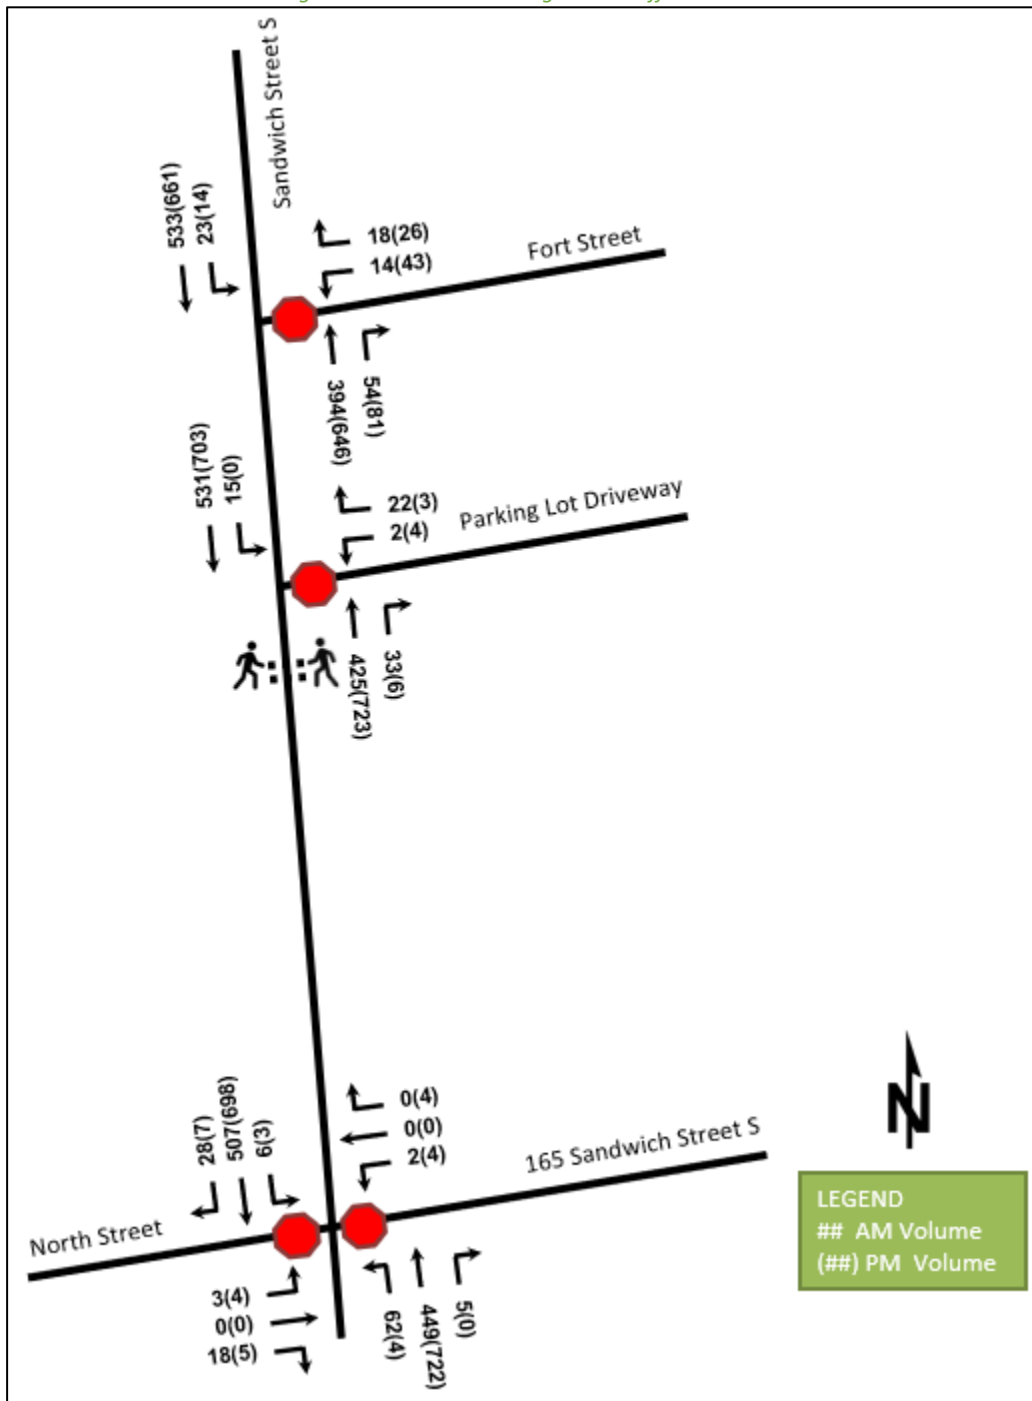 Sandwich Street S
533(661)
23(14)
18(26)
14(43)
Fort Street
394(646)
54(81)
531(703)
15(0)
22(3)
2(4)
Parking Lot Driveway
425(723)
33(6)
28(7)
507(698)
6(3)
0(4)
0(0)
2(4)
165 Sandwich Street S
North Street
3(4)
0(0)
18(5)
62(4)
449(722)
5(0)
N
LEGEND
## AM Volume
(##) PM Volume